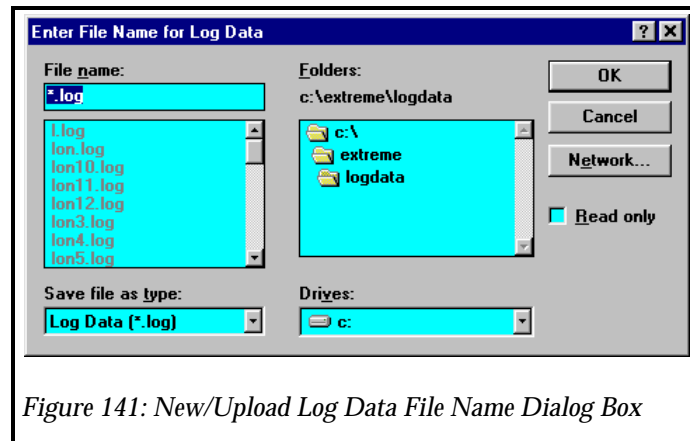 Enter File Name for Log Data
File name:
*.log
l.log
lon.log
lon10.log
lon11.log
lon12.log
lon3.log
lon4.log
lon5.log
Save file as type:
Log Data (*.log)
Folders:
c:\extreme\logdata
c:\
extreme
logdata
Drives:
c:
OK
Cancel
Network...
Read only
Figure 141: New/Upload Log Data File Name Dialog Box